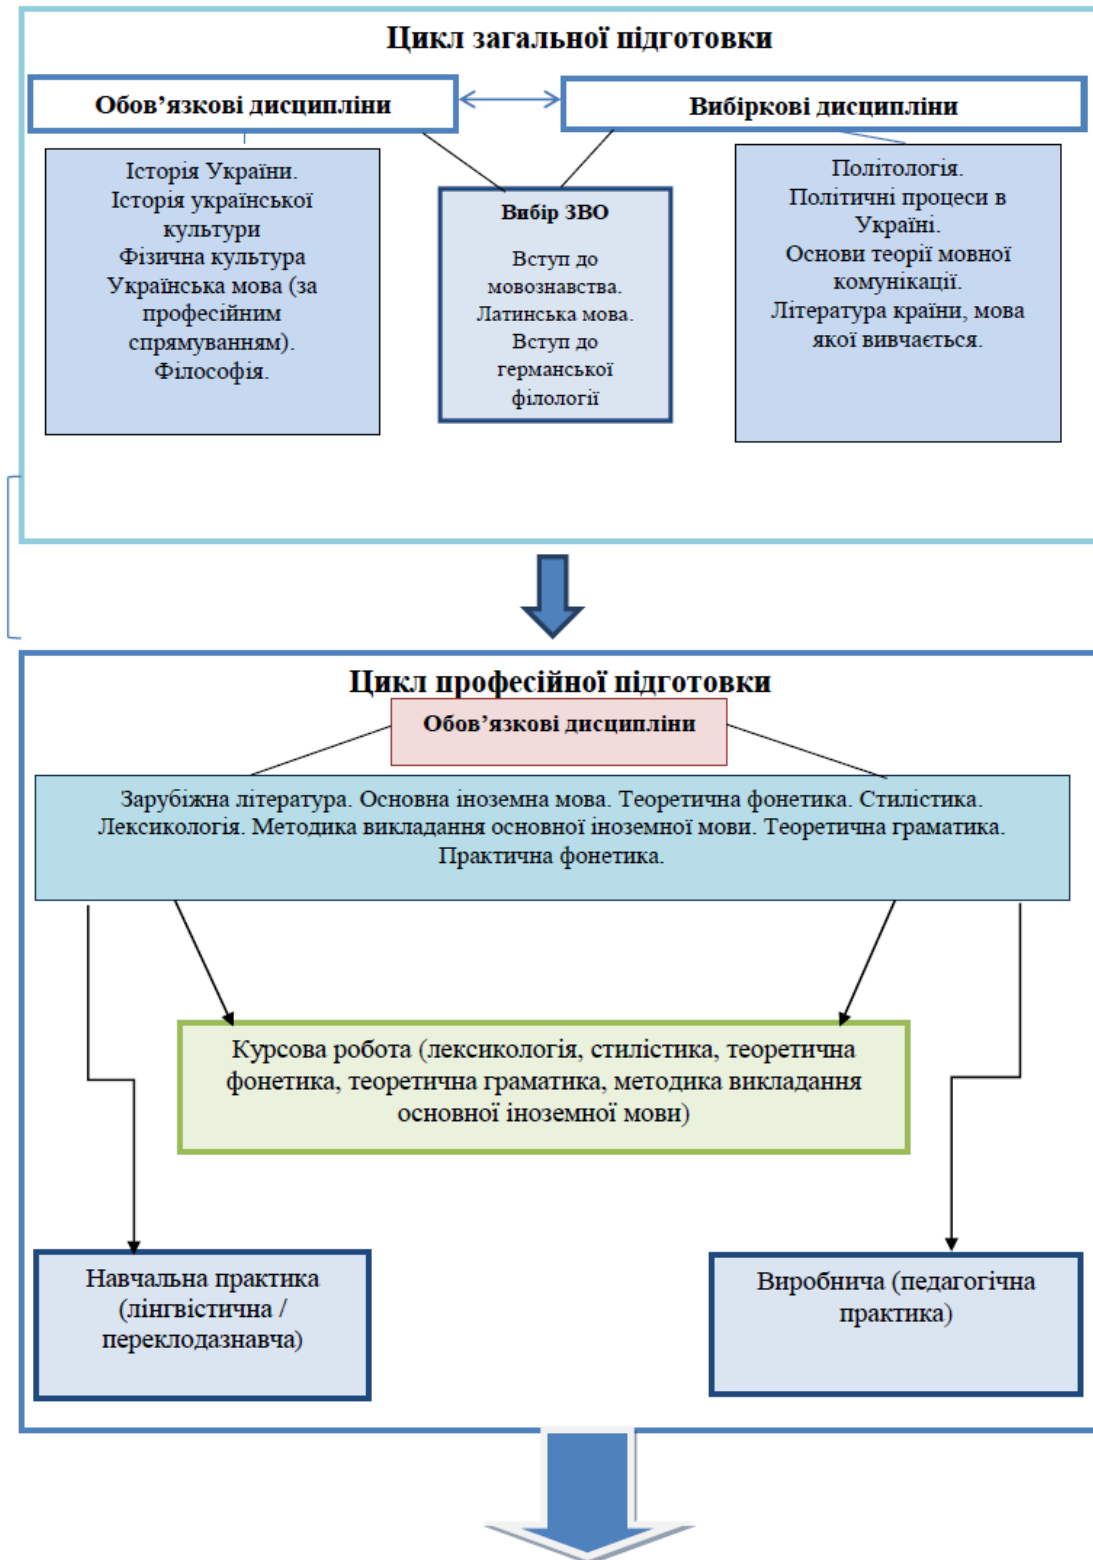 Цикл загальної підготовки
Обов’язкові дисципліни
Вибіркові дисципліни
Історія України.
Історія української
культури
Фізична культура
Українська мова (за
професійним
спрямуванням).
Філософія.
Вибір ЗВО
Вступ до
мовознавства.
Латинська мова.
Вступ до
германської
філології
Політологія.
Політичні процеси в
Україні.
Основи теорії мовної
комунікації.
Література країни, мова
якої вивчається.
Цикл професійної підготовки
Обов’язкові дисципліни
Зарубіжна література. Основна іноземна мова. Теоретична фонетика. Стилістика.
Лексикологія. Методика викладання основної іноземної мови. Теоретична граматика.
Практична фонетика.
Курсова робота (лексикологія, стилістика, теоретична
фонетика, теоретична граматика, методика викладання
основної іноземної мови)
Навчальна практика
(лінгвістична /
переклодазнавча)
Виробнича (педагогічна
практика)